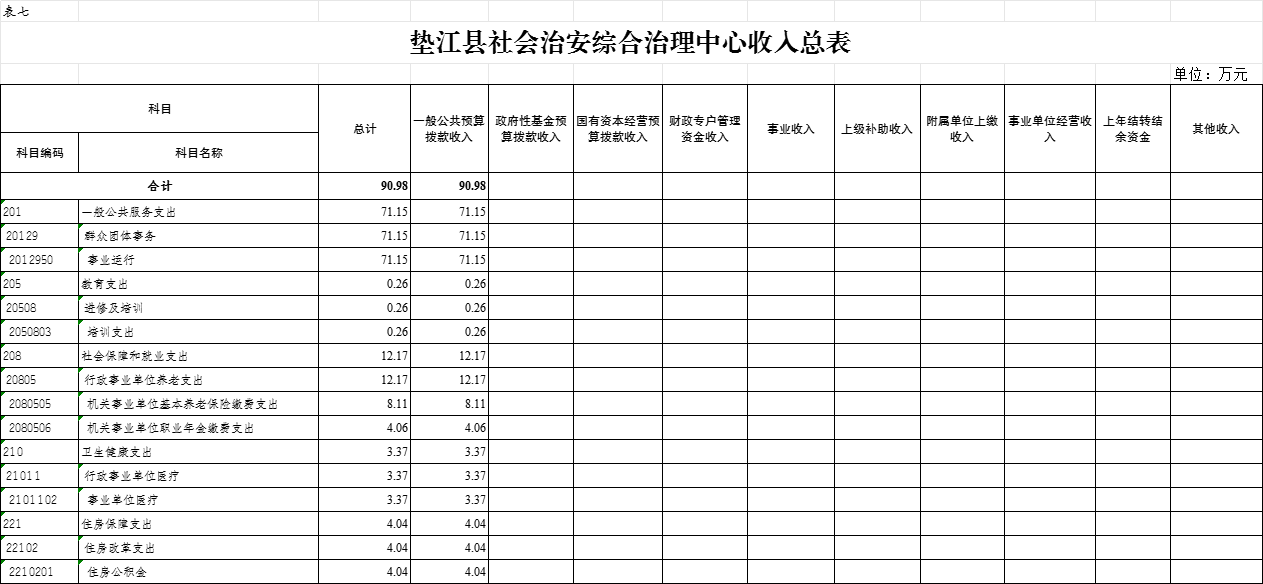 表七
垫江县社会治安综合治理中心收入总表
单位：万元
科目 总计 一般公共预算拨款收入 政府性基金预算拨款收入 国有资本经营预算拨款收入 财政专户管理资金收入 事业收入 上级补助收入 附属单位上缴收入 事业单位经营收入 上年结转结余资金 其他收入
科目编码 科目名称
合计 90.98 90.98
201 一般公共服务支出 71.15 71.15
20129 群众团体事务 71.15 71.15
2012950 事业运行 71.15 71.15
205 教育支出 0.26 0.26
20508 进修及培训 0.26 0.26
2050803 培训支出 0.26 0.26
208 社会保障和就业支出 12.17 12.17
20805 行政事业单位养老支出 12.17 12.17
2080505 机关事业单位基本养老保险缴费支出 8.11 8.11
2080506 机关事业单位职业年金缴费支出 4.06 4.06
210 卫生健康支出 3.37 3.37
21011 行政事业单位医疗 3.37 3.37
2101102 事业单位医疗 3.37 3.37
221 住房保障支出 4.04 4.04
22102 住房改革支出 4.04 4.04
2210201 住房公积金 4.04 4.04